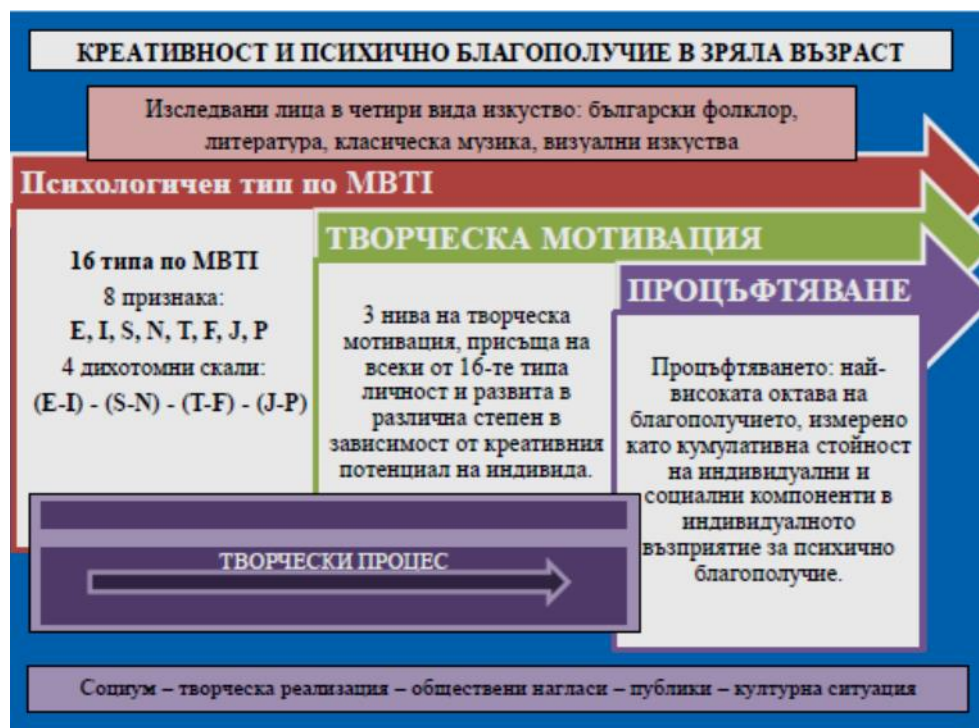 КРЕАТИВНОСТ И ПСИХИЧНО БЛАГОПОЛУЧИЕ В ЗРЯЛА ВЪЗРАСТ
Изследвани лица в четири вида изкуство: български фолклор,
литература, класическа музика, визуални изкуства
Психологичен тип по MBTI
16 типа по MBTI
8 признака:
E, I, S, N, T, F, J, P
4 дихотомни скали:
(E-I) - (S-N) - (T-F) - (J-P)
ТВОРЧЕСКА МОТИВАЦИЯ
3 нива на творческа
мотивация, присъща на
всеки от 16-те типа
личност и развита в
различна степен в
зависимост от креативния
потенциал на индивида.
ПРОЦЪФТЯВАНЕ
Процъфтяването: най-
високата октава на
благополучието, измерено
като кумулативна стойност
на индивидуални и
социални компоненти в
индивидуалното
възприятие за психично
благополучие.
ТВОРЧЕСКИ ПРОЦЕС
Социум – творческа реализация – обществени нагласи – публики – културна ситуация